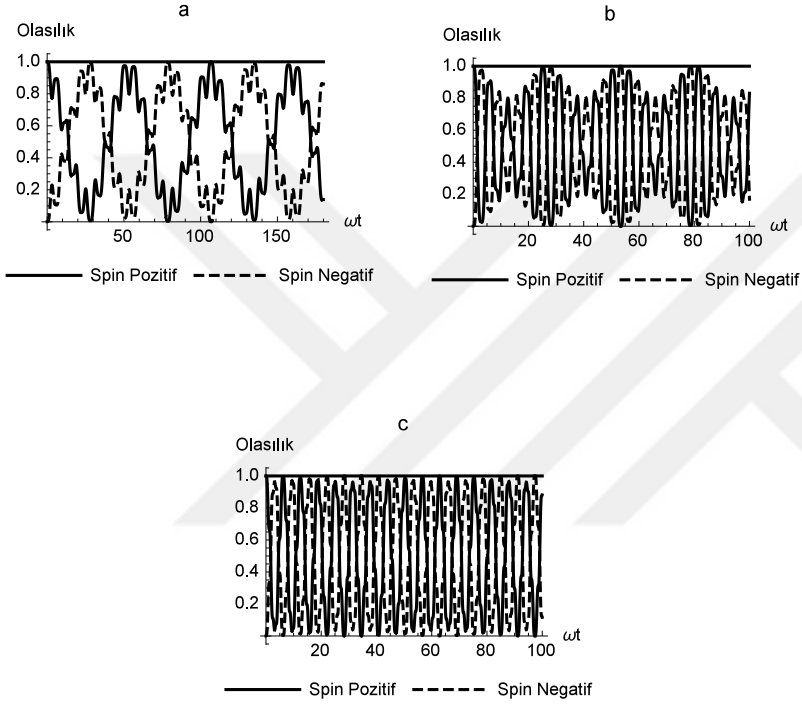 a
Olasılık
1.0
0.8
0.6
0.4
0.2
50 100 150
ωt
Spin Pozitif Spin Negatif
b
Olasılık
1.0
0.8
0.6
0.4
0.2
20 40 60 80 100
ωt
Spin Pozitif Spin Negatif
c
Olasılık
1.0
0.8
0.6
0.4
0.2
20 40 60 80 100
ωt
Spin Pozitif Spin Negatif